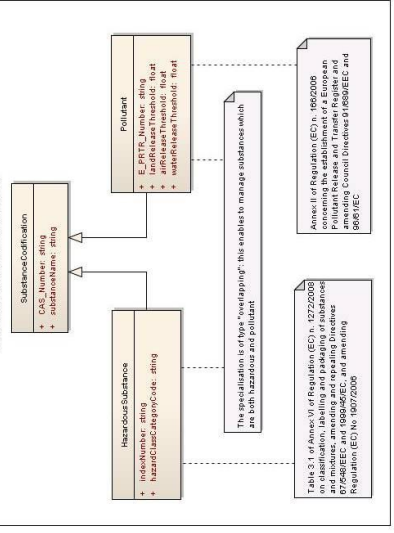 SubstanceCodification
+ CAS_Number: string
+ substanceName: string
HazardousSubstance
+ indexNumber: string
+ hazardClassCategoryCode: string
Pollutant
+ E_PRTR_Number: string
+ landReleaseThreshold: float
+ airReleaseThreshold: float
+ waterReleaseThreshold: float
The specialisation is of type "overlapping": this enables to manage substances which
are both hazardous and pollutant
Table 3.1 of Annex VI of Regulation (EC) n. 1272/2008
on classification, labelling and packaging of substances
and mixtures, amending and repealing Directives
67/548/EEC and 1999/45/EC, and amending
Regulation (EC) No 1907/2006
Annex II of Regulation (EC) n. 166/2006
concerning the establishment of a European
Pollutant Release and Transfer Register and
amending Council Directives 91/689/EEC and
96/61/EC